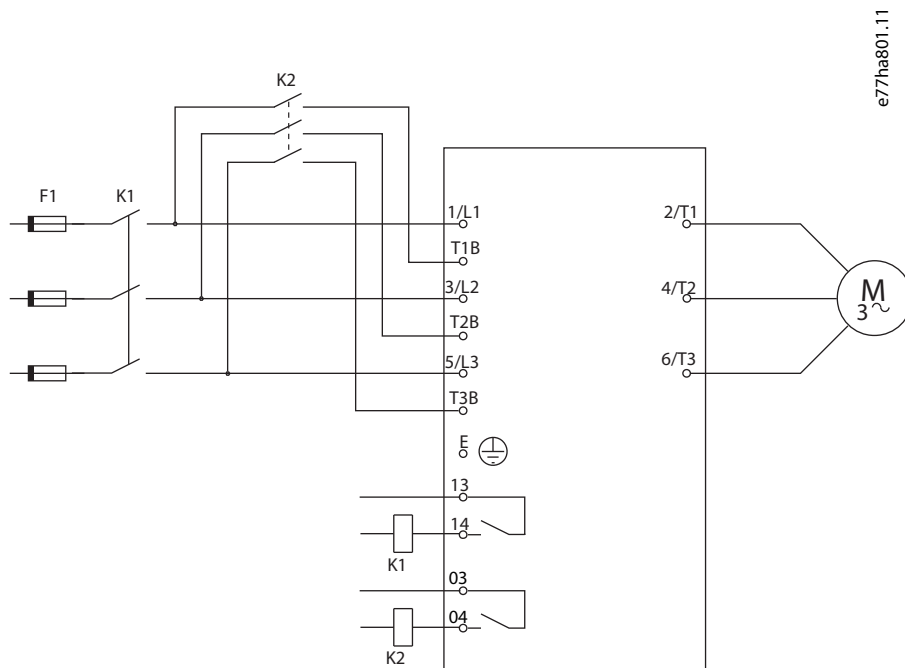 e77ha801.11
K2
F1
K1
1/L1
2/T1
T1B
3/L2
4/T2
M
3~
T2B
5/L3
6/T3
T3B
E
13
14
K1
03
04
K2